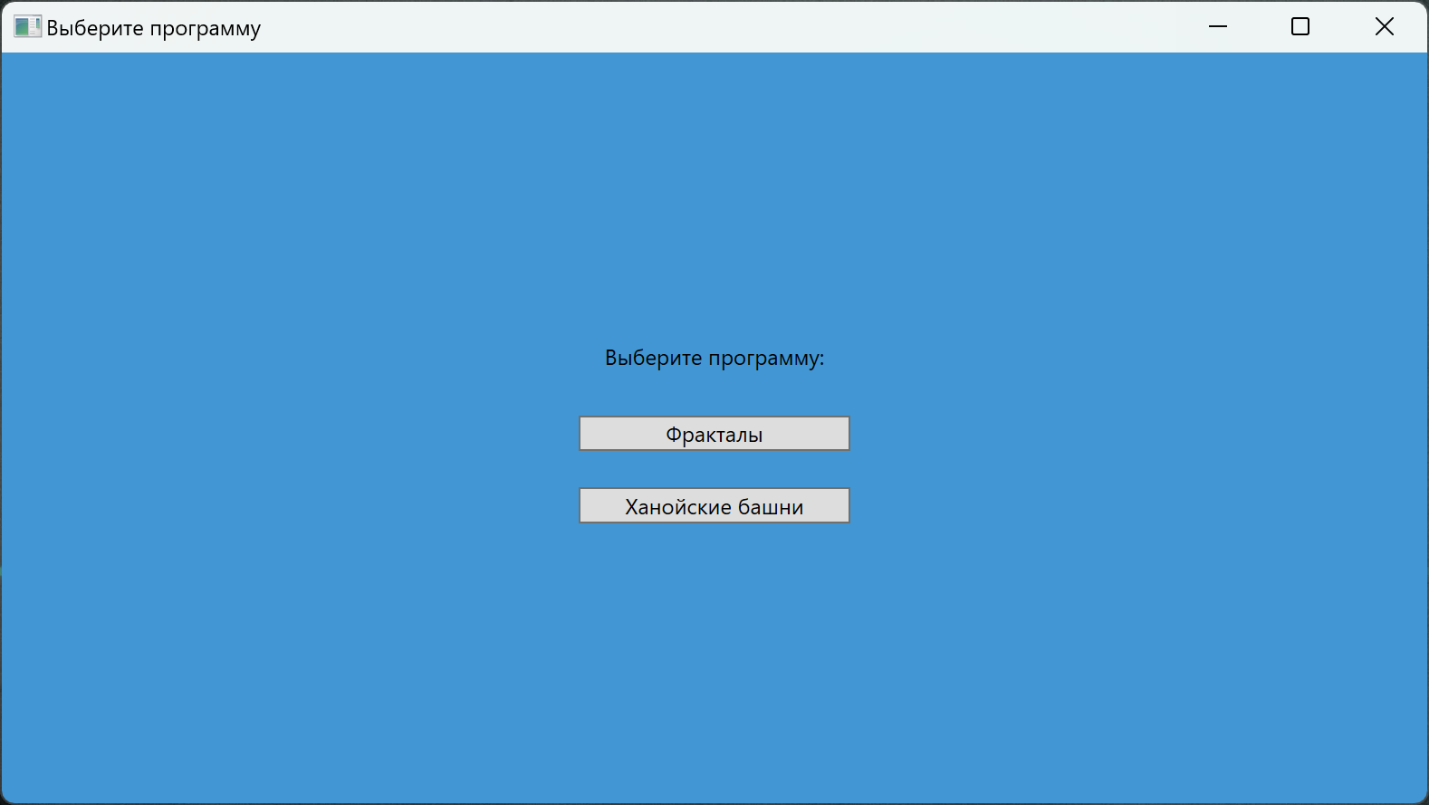 Выберите программу
Выберите программу:
Фракталы
Ханойские башни